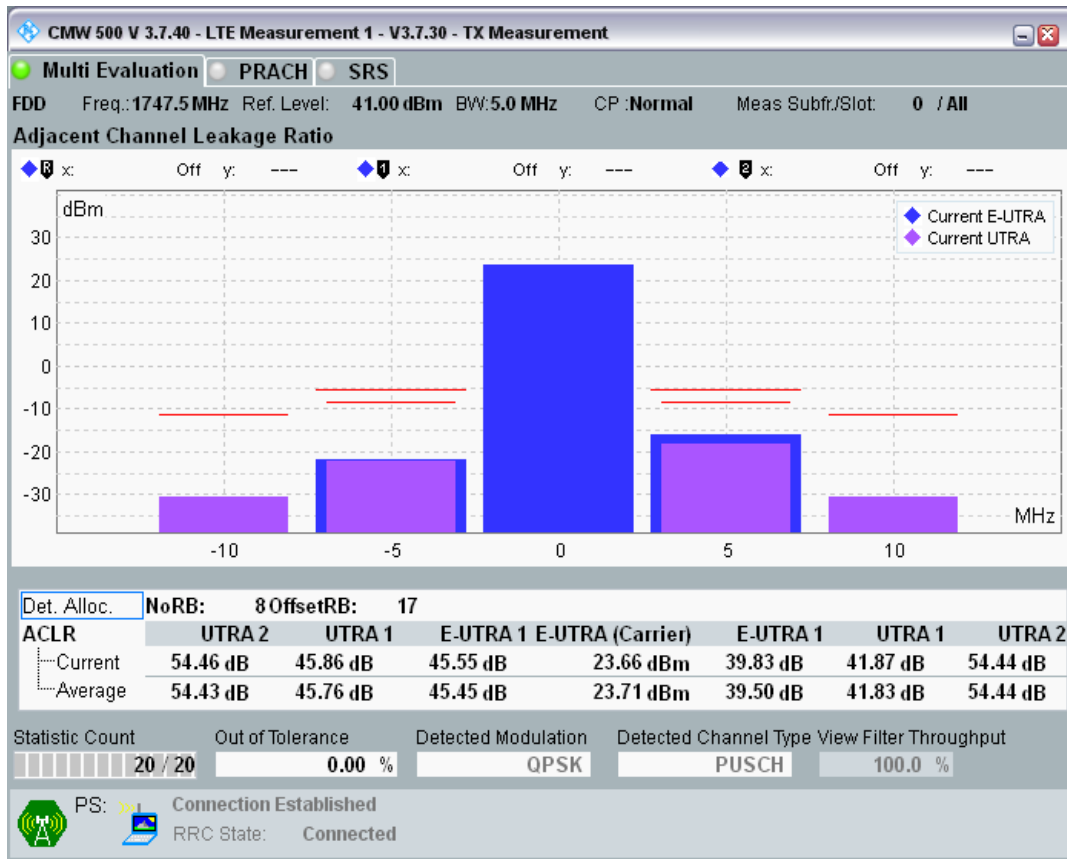 CMW 500 V 3.7.40 - LTE Measurement 1 - V3.7.30 - TX Measurement
Multi Evaluation PRACH SRS
FDD Freq.:1747.5 MHz Ref. Level: 41.00 dBm BW:5.0 MHz CP :Normal Meas Subfr./Slot: 0 / All
Adjacent Channel Leakage Ratio
R x: Off y: --- 1 x: Off y: --- 2 x: Off y: ---
dBm
Current E-UTRA
Current UTRA
30
20
10
0
-10
-20
-30
MHz
-10 -5 0 5 10
Det. Alloc. NoRB: 8 OffsetRB: 17
ACLR UTRA 2 UTRA 1 E-UTRA 1 E-UTRA (Carrier) E-UTRA 1 UTRA 1 UTRA 2
Current 54.46 dB 45.86 dB 45.55 dB 23.66 dBm 39.83 dB 41.87 dB 54.44 dB
Average 54.43 dB 45.76 dB 45.45 dB 23.71 dBm 39.50 dB 41.83 dB 54.44 dB
Statistic Count Out of Tolerance Detected Modulation Detected Channel Type View Filter Throughput
20 / 20 0.00 % QPSK PUSCH 100.0 %
PS: Connection Established
RRC State: Connected